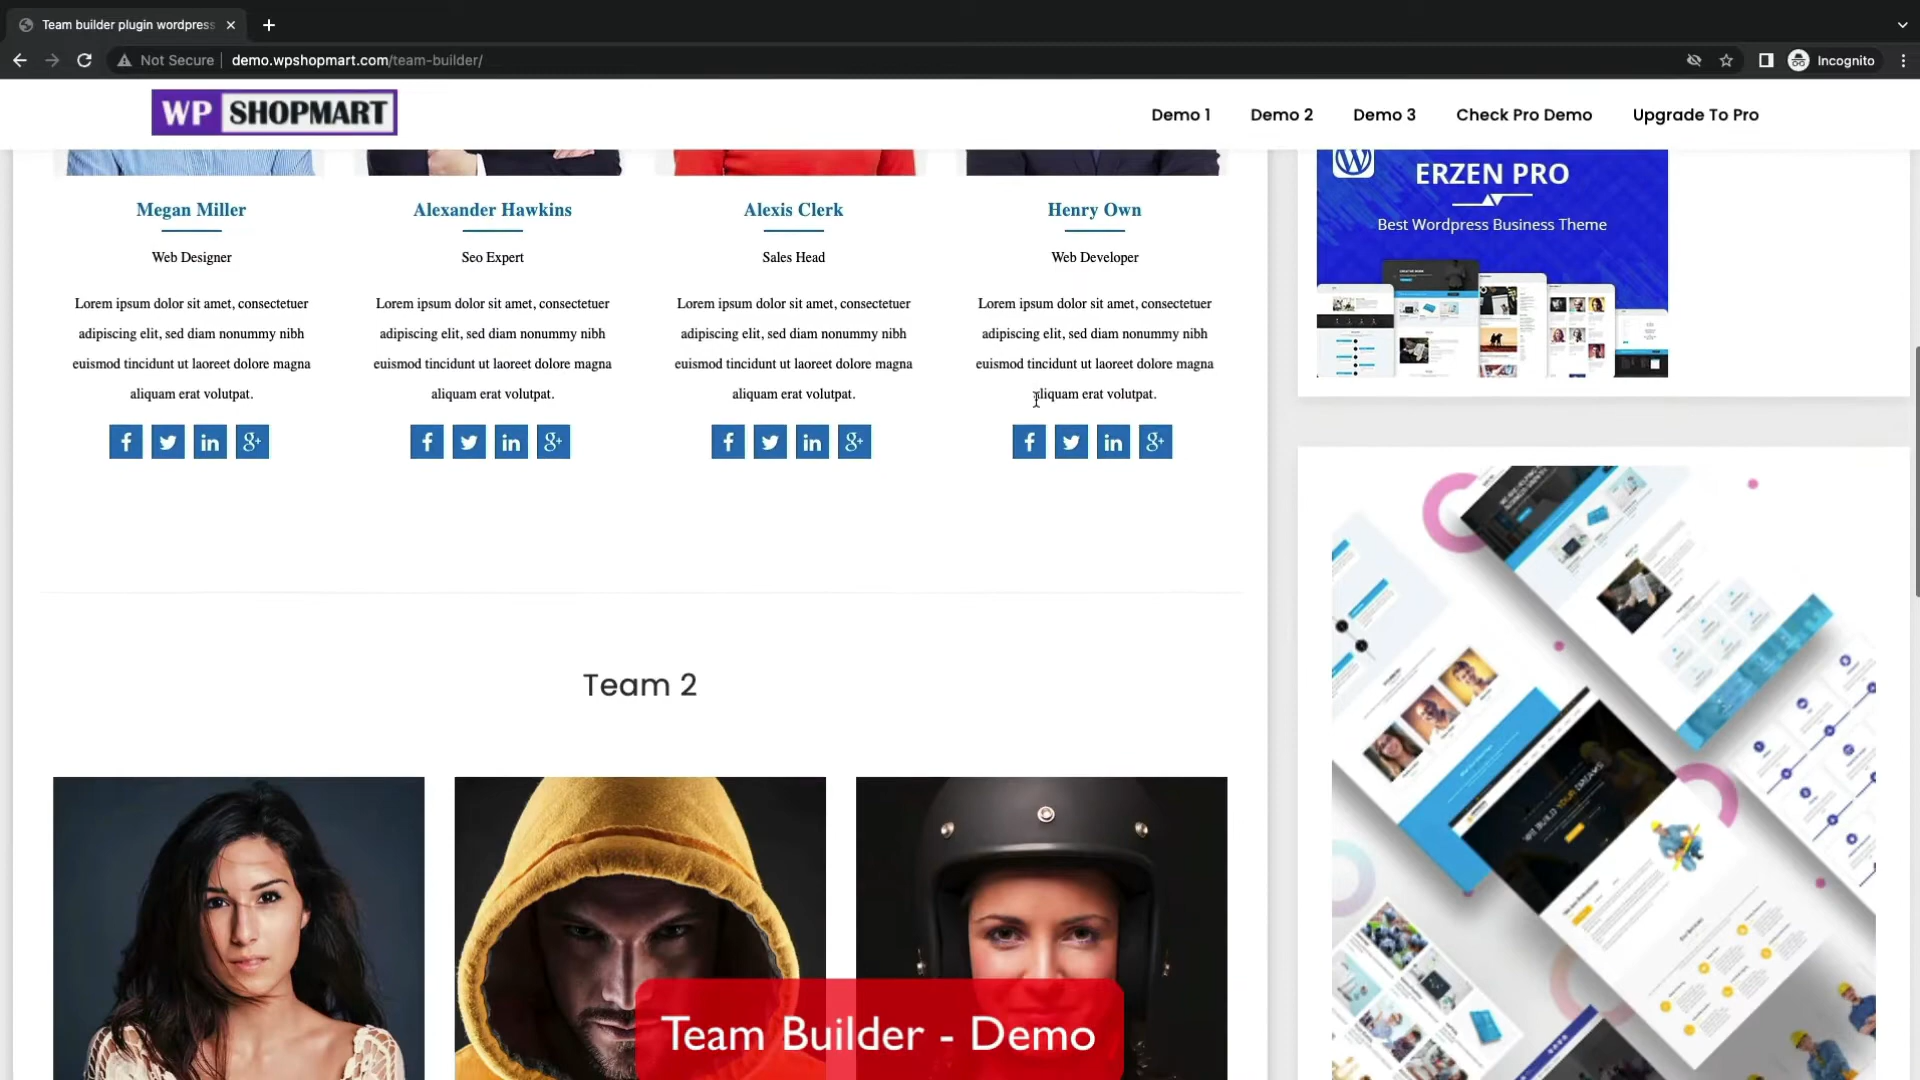 Team builder plugin wordpress
Not Secure
demo.wpshopmart.com/team-builder/
Incognito
WP SHOPMART
Demo 1
Demo 2
Demo 3
Check Pro Demo
Upgrade To Pro
Megan Miller
Web Designer
Lorem ipsum dolor sit amet, consectetuer
adipiscing elit, sed diam nonummy nibh
euismod tincidunt ut laoreet dolore magna
aliquam erat volutpat.
Alexander Hawkins
Seo Expert
Lorem ipsum dolor sit amet, consectetuer
adipiscing elit, sed diam nonummy nibh
euismod tincidunt ut laoreet dolore magna
aliquam erat volutpat.
Alexis Clerk
Sales Head
Lorem ipsum dolor sit amet, consectetuer
adipiscing elit, sed diam nonummy nibh
euismod tincidunt ut laoreet dolore magna
aliquam erat volutpat.
Henry Own
Web Developer
Lorem ipsum dolor sit amet, consectetuer
adipiscing elit, sed diam nonummy nibh
euismod tincidunt ut laoreet dolore magna
aliquam erat volutpat.
ERZEN PRO
Best Wordpress Business Theme
Team 2
WE BUILD YOUR DREAMS
Team Builder - Demo